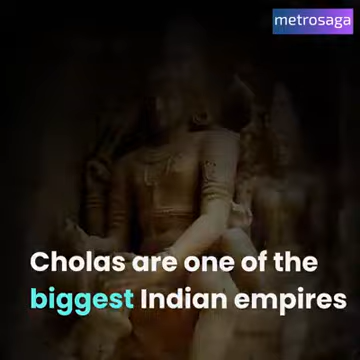 metrosaga
Cholas are one of the
biggest Indian empires